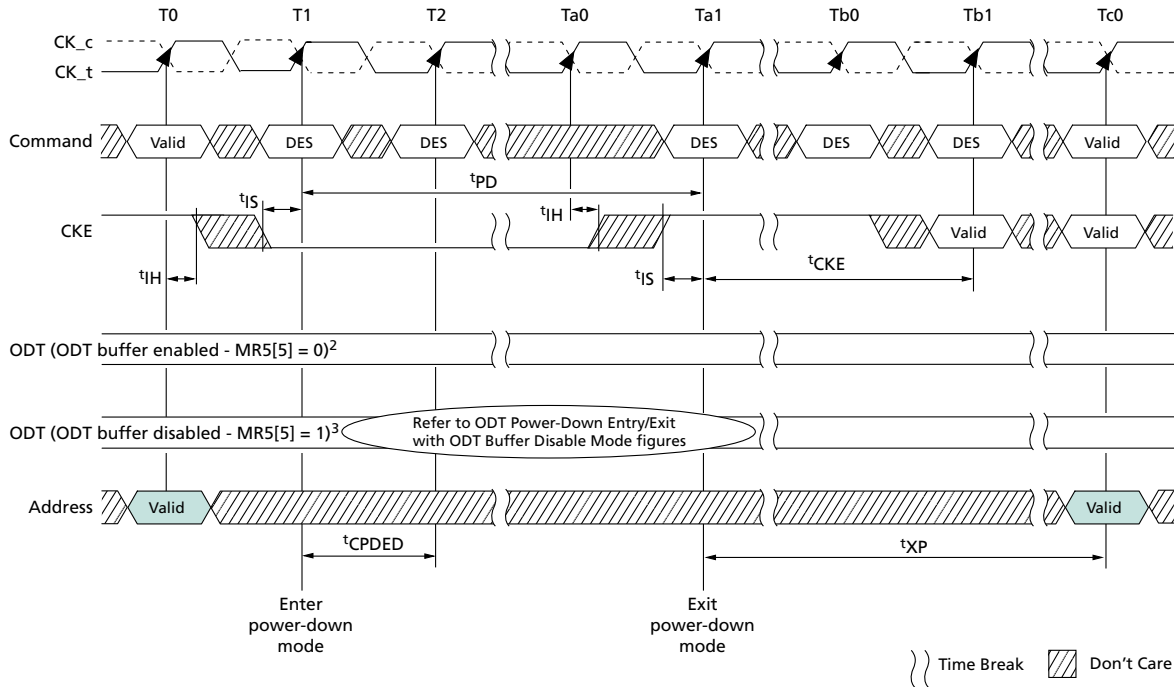 T0 T1 T2 Ta0 Ta1 Tb0 Tb1 Tc0
CK_c
CK_t
Command Valid DES DES DES DES DES Valid
tPD
tIS
tIH
CKE Valid Valid
tIH
tIS
tCKE
ODT (ODT buffer enabled - MR5[5] = 0)2
ODT (ODT buffer disabled - MR5[5] = 1)3
Refer to ODT Power-Down Entry/Exit
with ODT Buffer Disable Mode figures
Address Valid Valid
tCPDED
tXP
Enter
power-down
mode
Exit
power-down
mode
Time Break
Don't Care